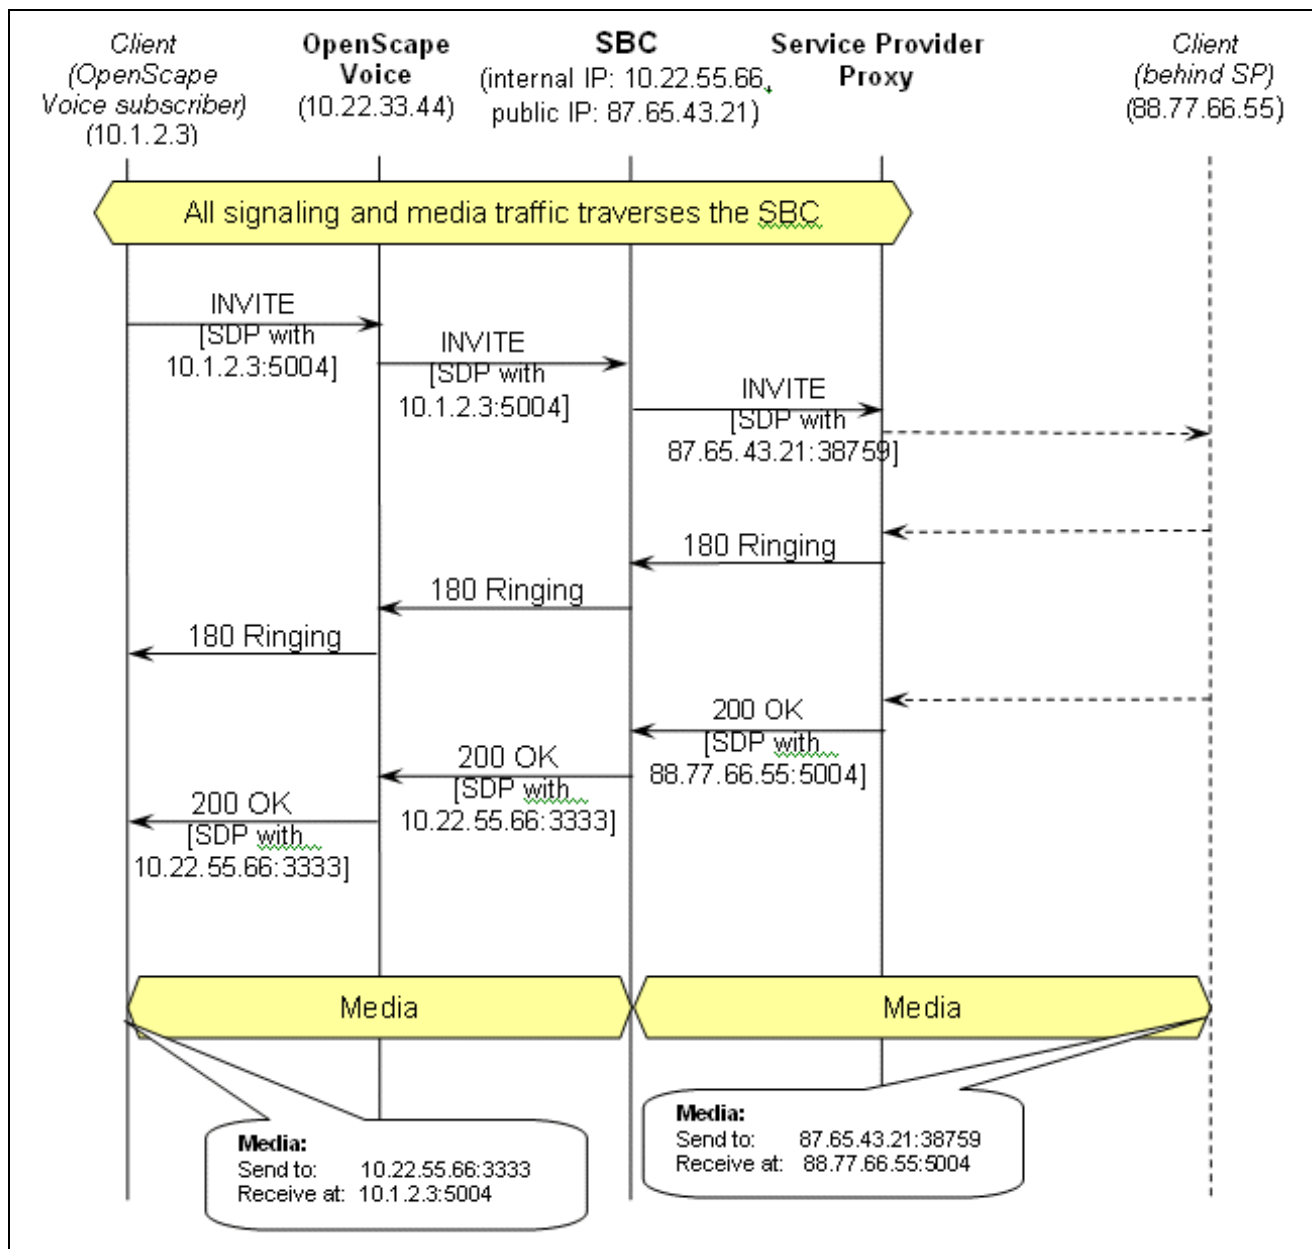 Client
(OpenScape
Voice subscriber)
(10.1.2.3)
OpenScape
Voice
(10.22.33.44)
SBC
(internal IP: 10.22.55.66,
public IP: 87.65.43.21)
Service Provider
Proxy
Client
(behind SP)
(88.77.66.55)
All signaling and media traffic traverses the SBC
INVITE
[SDP with
10.1.2.3:5004]
INVITE
[SDP with
10.1.2.3:5004]
INVITE
[SDP with
87.65.43.21:38759]
180 Ringing
180 Ringing
180 Ringing
200 OK
[SDP with
88.77.66.55:5004]
200 OK
[SDP with
10.22.55.66:3333]
200 OK
[SDP with
10.22.55.66:3333]
Media
Media
Media:
Send to: 10.22.55.66:3333
Receive at: 10.1.2.3:5004
Media:
Send to: 87.65.43.21:38759
Receive at: 88.77.66.55:5004